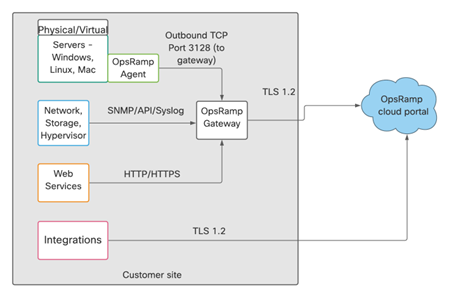 Physical/Virtual
Servers -
Windows,
Linux, Mac
OpsRamp
Agent
Outbound TCP
Port 3128 (to
gateway)
TLS 1.2
OpsRamp
cloud portal
Network,
Storage,
Hypervisor
SNMP/API/Syslog
OpsRamp
Gateway
Web
Services
HTTP/HTTPS
Integrations
TLS 1.2
Customer site